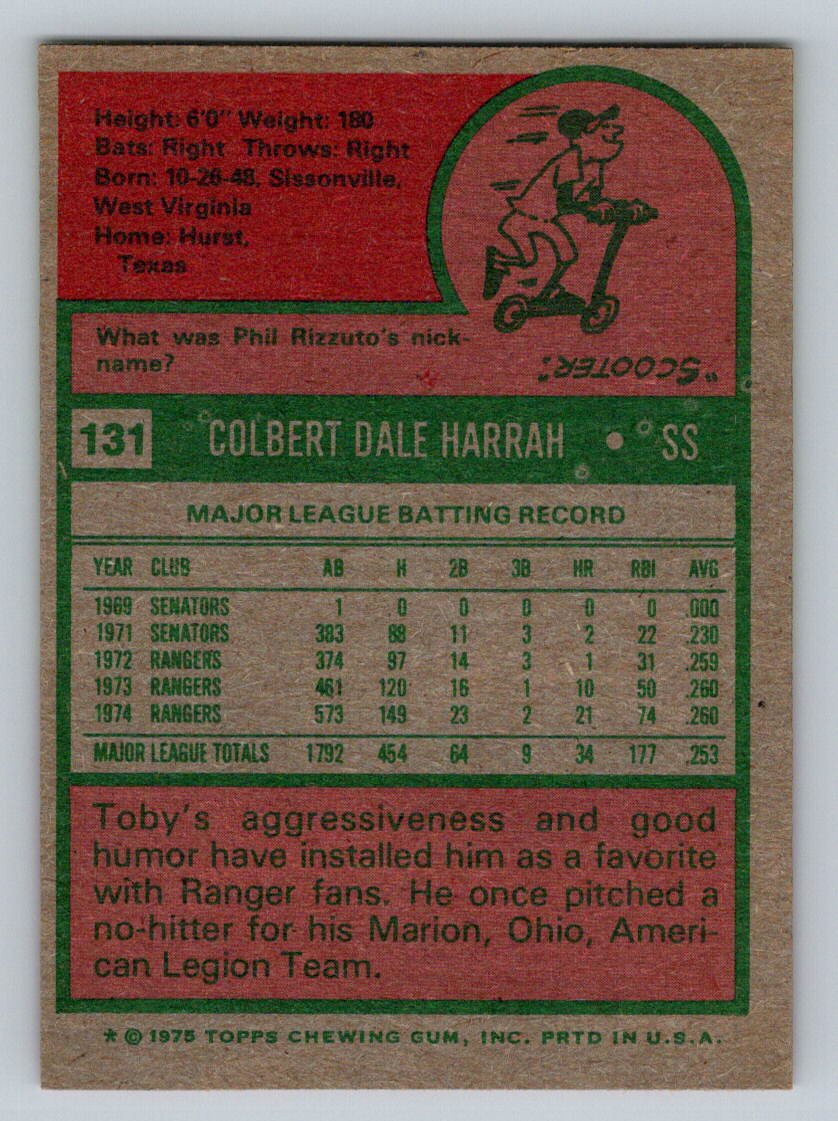 Height: 6'0" Weight: 180
Bats: Right Throws: Right
Born: 10-26-48, Sissonville,
West Virginia
Home: Hurst,
Texas
What was Phil Rizzuto's nick-
name?
"SCOOTER."
131 COLBERT DALE HARRAH • SS
MAJOR LEAGUE BATTING RECORD
YEAR CLUB AB H 2B 3B HR RBI AVG
1969 SENATORS 1 0 0 0 0 0 .000
1971 SENATORS 383 88 11 3 2 22 .230
1972 RANGERS 374 97 14 3 1 31 .259
1973 RANGERS 461 120 16 1 10 50 .260
1974 RANGERS 573 149 23 2 21 74 .260
MAJOR LEAGUE TOTALS 1792 454 64 9 34 177 .253
Toby's aggressiveness and good
humor have installed him as a favorite
with Ranger fans. He once pitched a
no-hitter for his Marion, Ohio, Ameri-
can Legion Team.
* © 1975 TOPPS CHEWING GUM, INC. PRTD IN U.S.A.